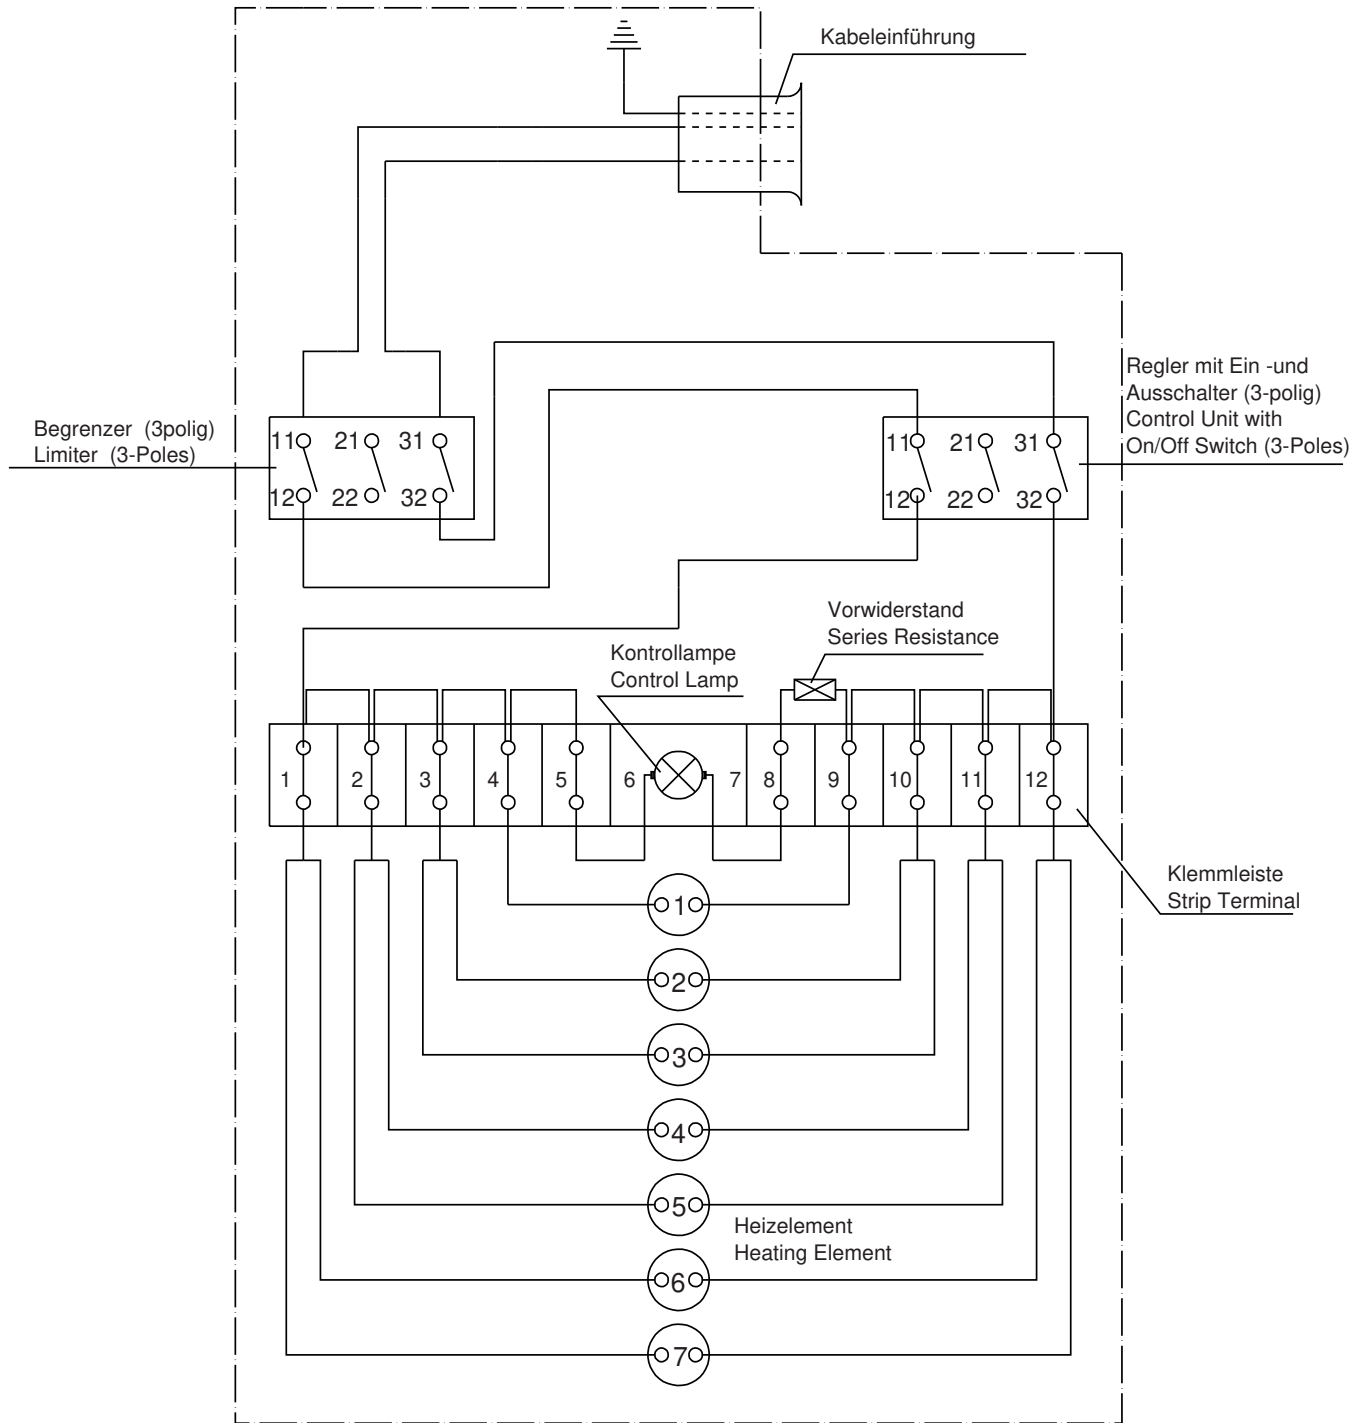 Kabeleinführung
Regler mit Ein -und
Ausschalter (3-polig)
Control Unit with
On/Off Switch (3-Poles)
Begrenzer (3polig)
Limiter (3-Poles)
11 21 31
12 22 32
11 21 31
12 22 32
Vorwiderstand
Series Resistance
Kontrollampe
Control Lamp
1 2 3 4 5 6 7 8 9 10 11 12
Klemmleiste
Strip Terminal
1
2
3
4
5
Heizelement
Heating Element
6
7